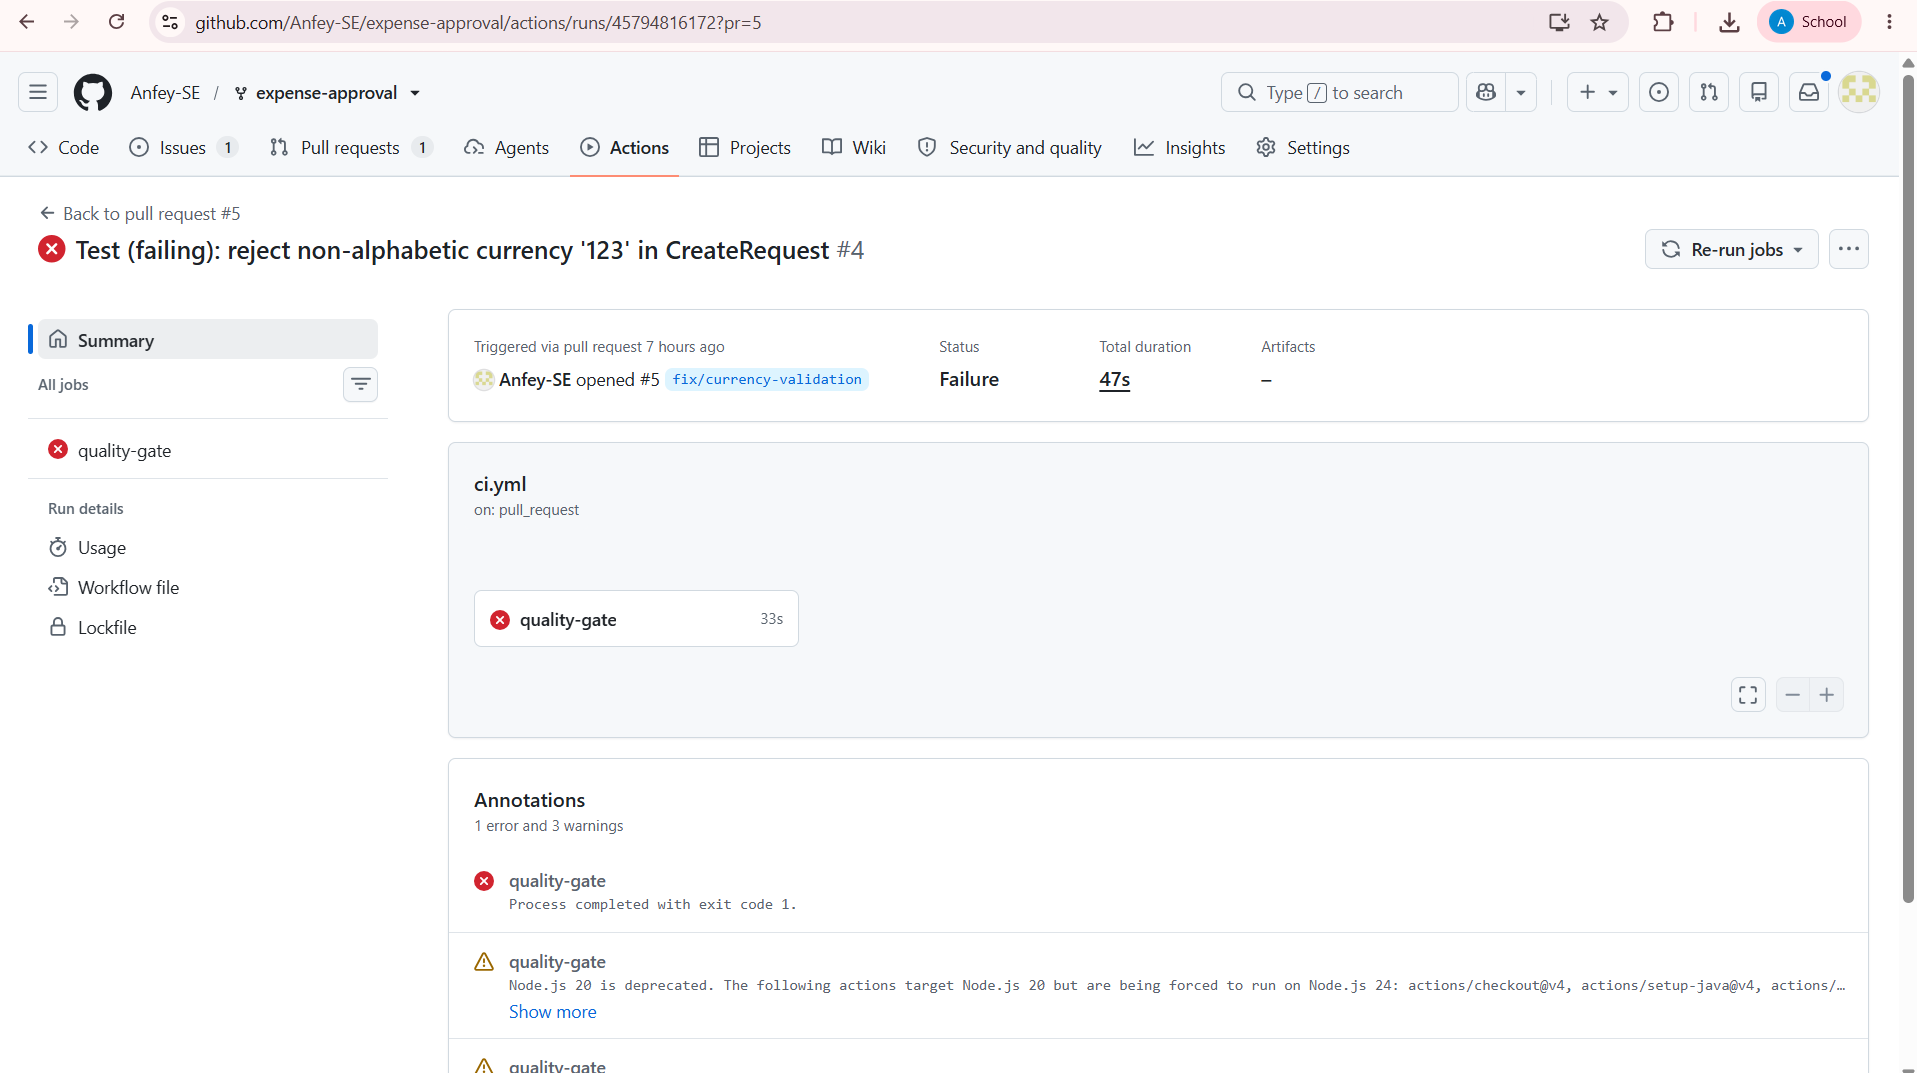 github.com/Anfey-SE/expense-approval/actions/runs/45794816172?pr=5
A School
Anfey-SE / expense-approval
Type / to search
Code
Issues 1
Pull requests 1
Agents
Actions
Projects
Wiki
Security and quality
Insights
Settings
Back to pull request #5
Test (failing): reject non-alphabetic currency '123' in CreateRequest #4
Re-run jobs
Summary
All jobs
quality-gate
Run details
Usage
Workflow file
Lockfile
Triggered via pull request 7 hours ago
Anfey-SE opened #5 fix/currency-validation
Status
Failure
Total duration
47s
Artifacts
–
ci.yml
on: pull_request
quality-gate 33s
Annotations
1 error and 3 warnings
quality-gate
Process completed with exit code 1.
quality-gate
Node.js 20 is deprecated. The following actions target Node.js 20 but are being forced to run on Node.js 24: actions/checkout@v4, actions/setup-java@v4, actions/…
Show more
quality-gate